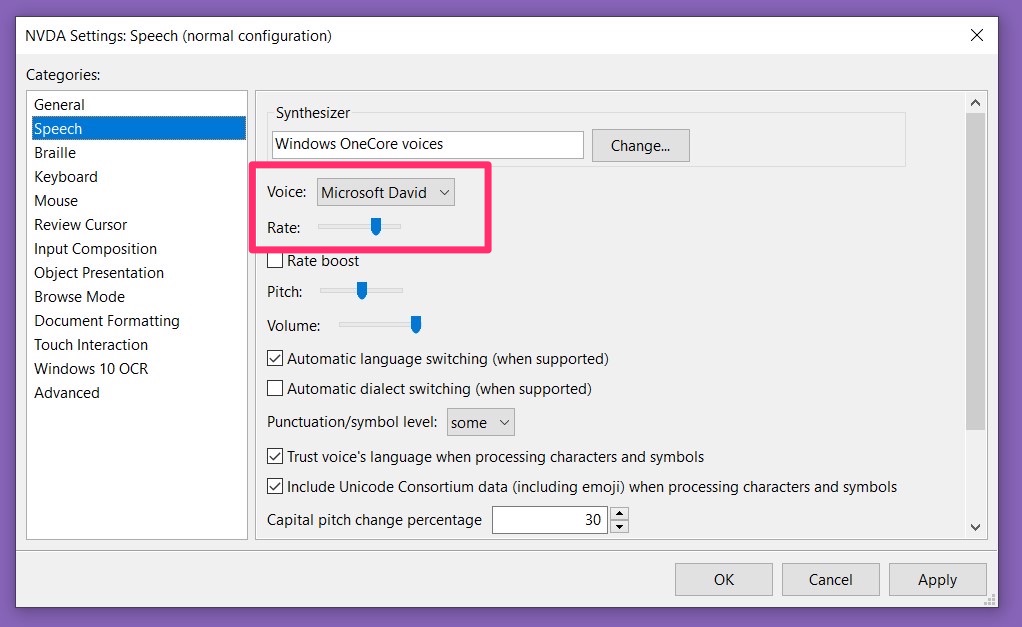 NVDA Settings: Speech (normal configuration)
Categories:
General
Speech
Braille
Keyboard
Mouse
Review Cursor
Input Composition
Object Presentation
Browse Mode
Document Formatting
Touch Interaction
Windows 10 OCR
Advanced
Synthesizer
Windows OneCore voices Change...
Voice: Microsoft David
Rate:
Rate boost
Pitch:
Volume:
Automatic language switching (when supported)
Automatic dialect switching (when supported)
Punctuation/symbol level: some
Trust voice's language when processing characters and symbols
Include Unicode Consortium data (including emoji) when processing characters and symbols
Capital pitch change percentage 30
OK Cancel Apply